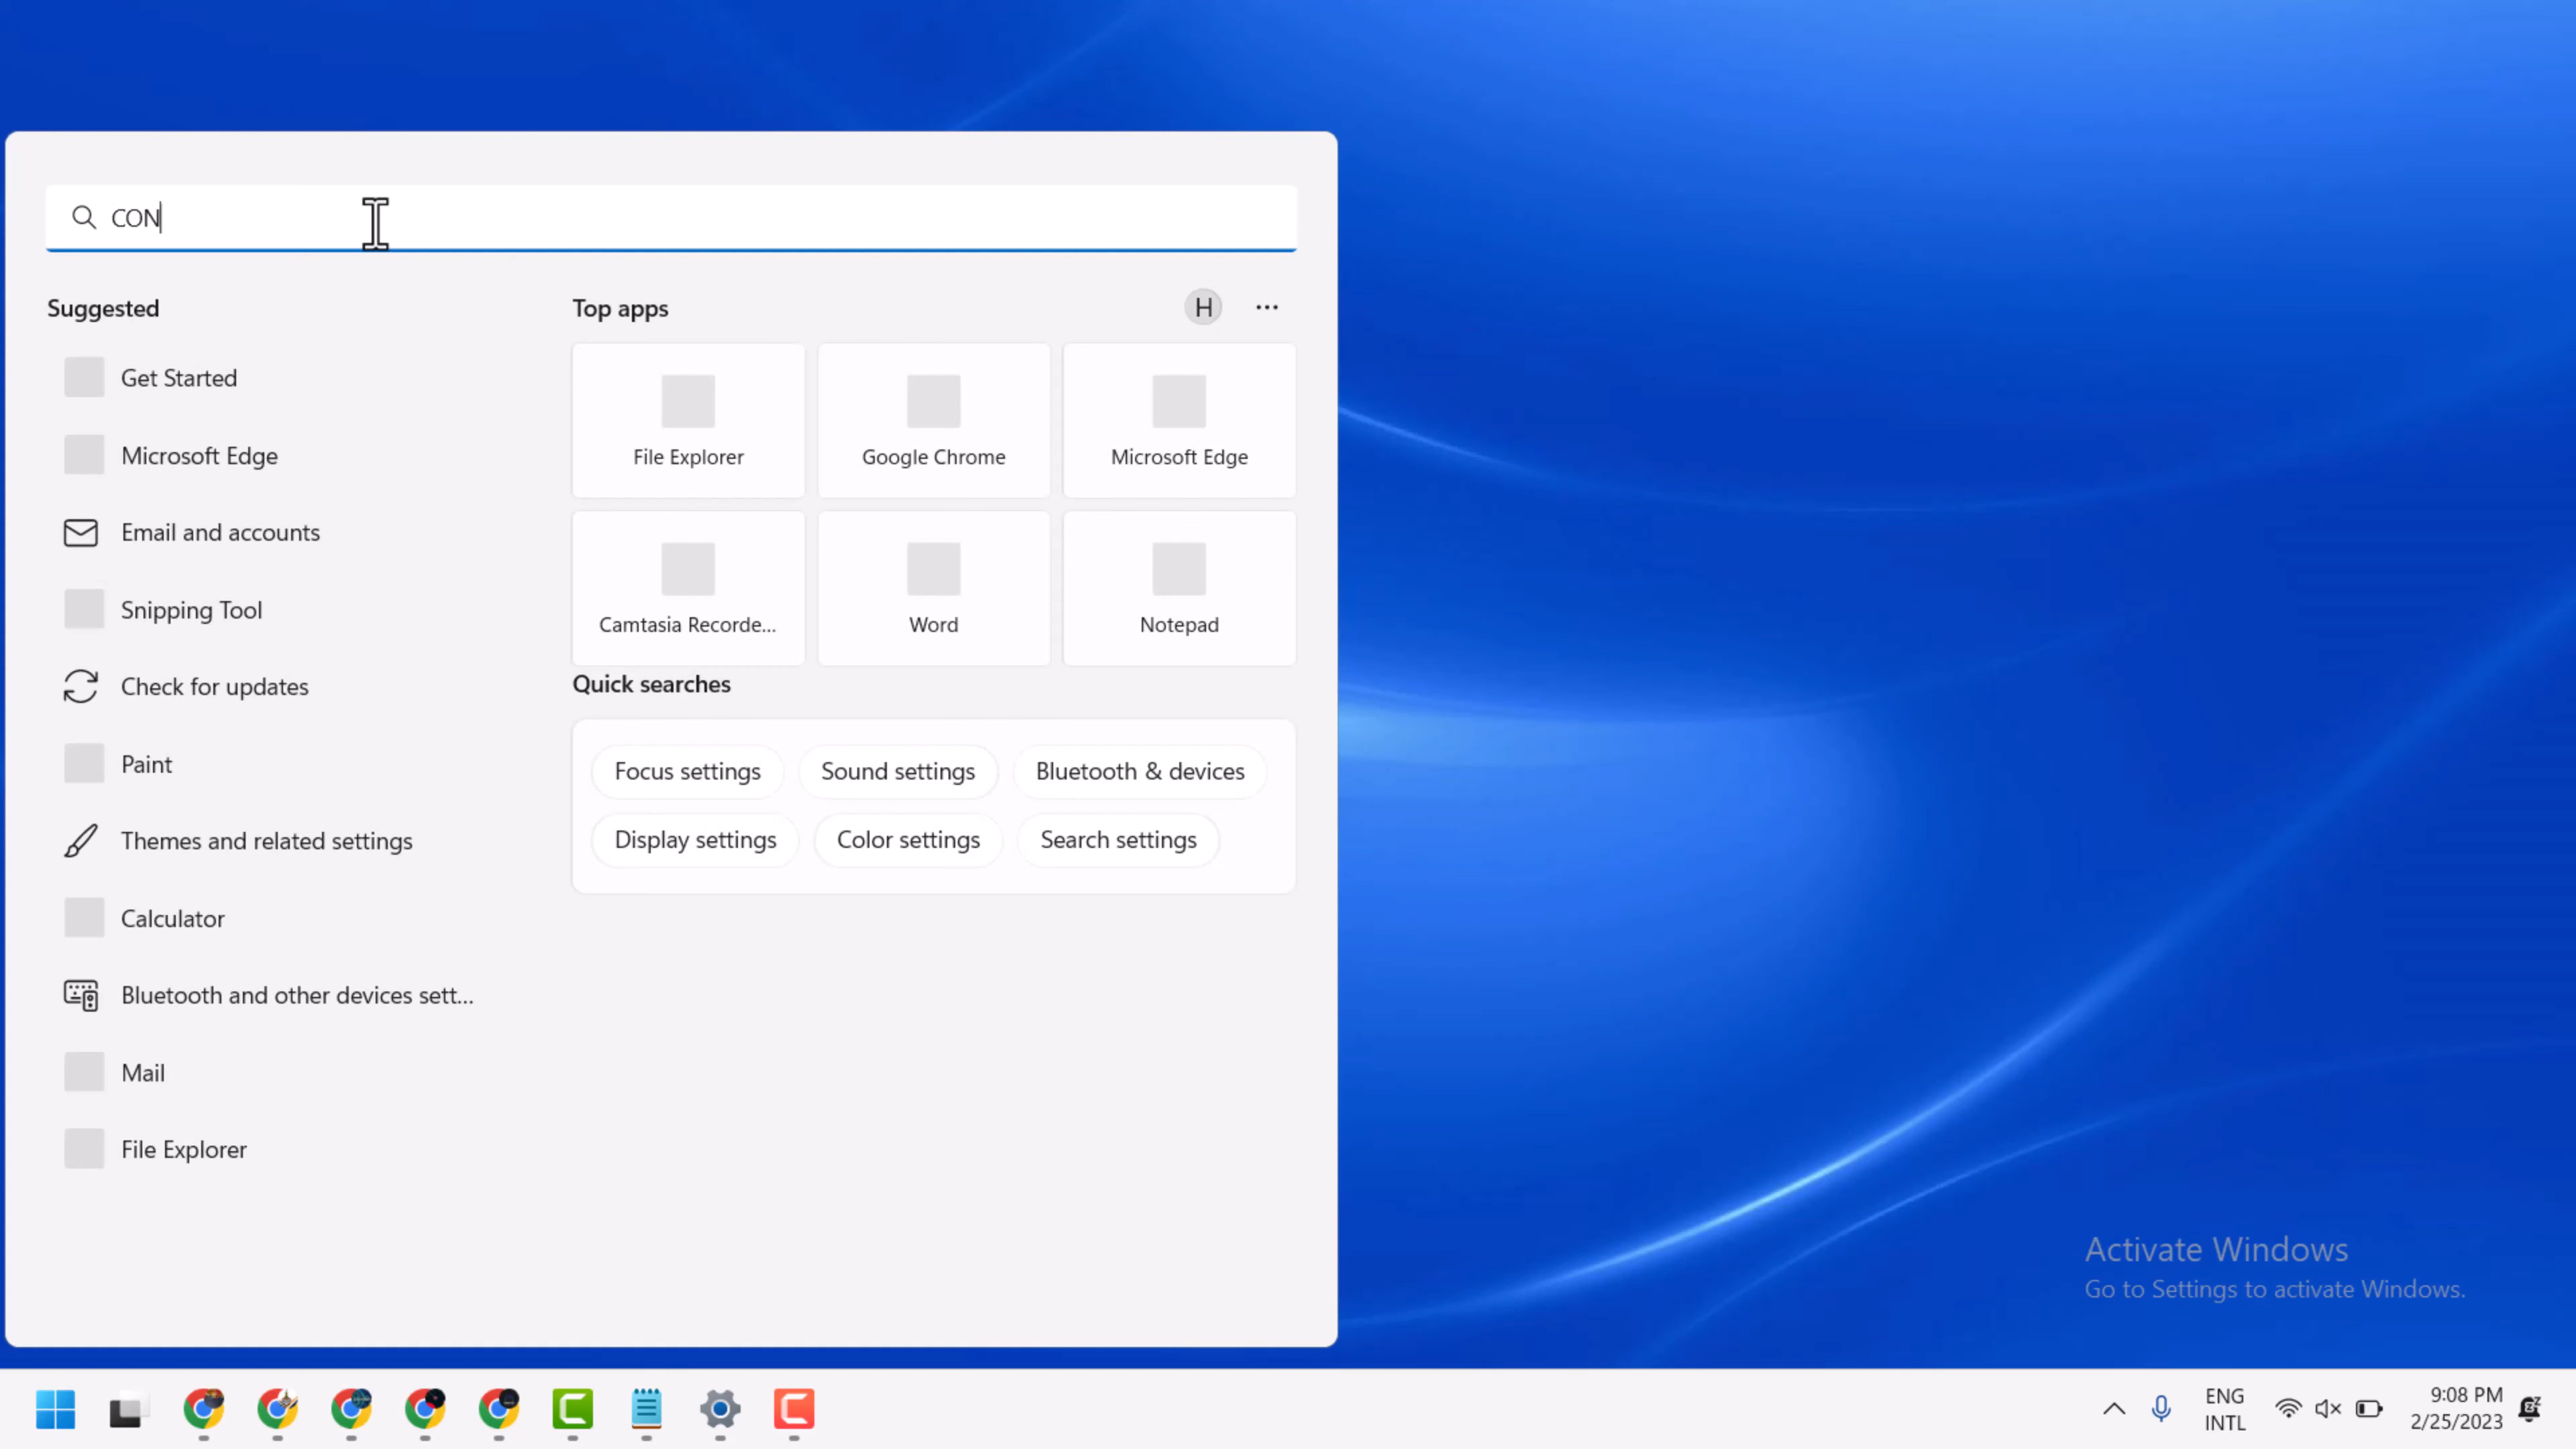 CON
Suggested
Get Started
Microsoft Edge
Email and accounts
Snipping Tool
Check for updates
Paint
Themes and related settings
Calculator
Bluetooth and other devices sett...
Mail
File Explorer
Top apps
H
File Explorer
Google Chrome
Microsoft Edge
Camtasia Recorde...
Word
Notepad
Quick searches
Focus settings
Sound settings
Bluetooth & devices
Display settings
Color settings
Search settings
Activate Windows
Go to Settings to activate Windows.
ENG
INTL
9:08 PM
2/25/2023